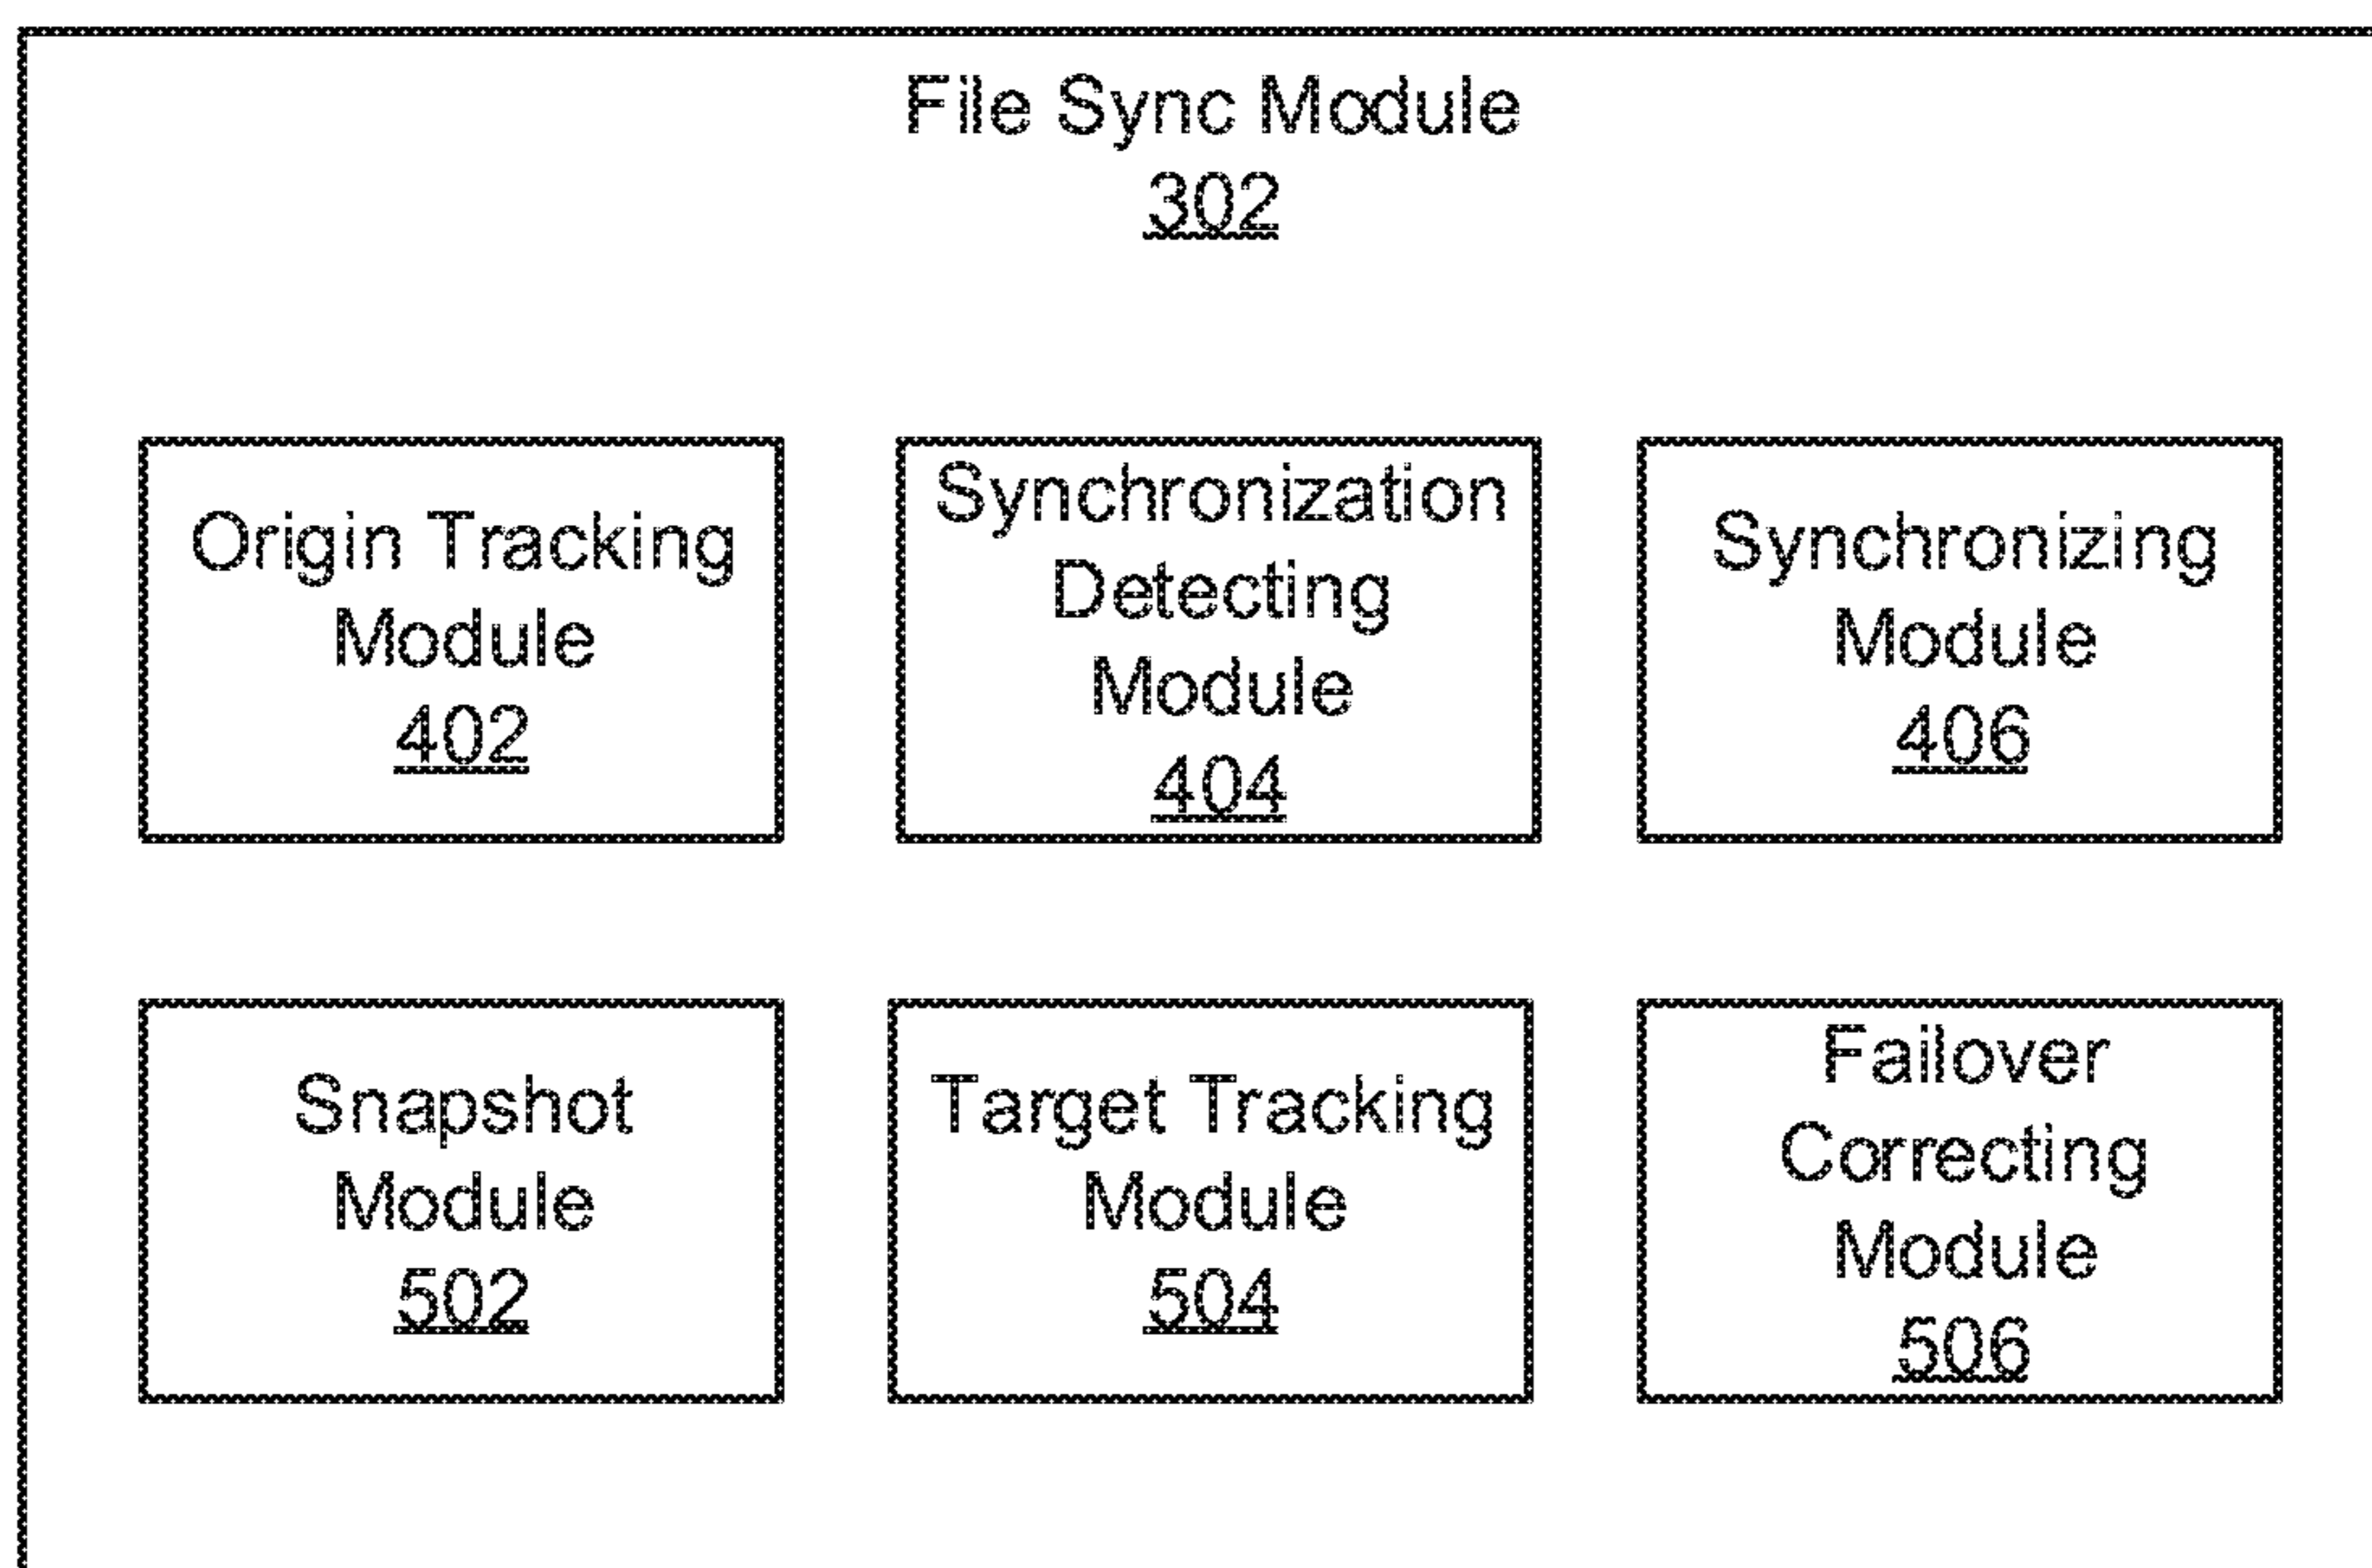 File Sync Module
302
Origin Tracking
Module
402
Synchronization
Detecting
Module
404
Synchronizing
Module
406
Snapshot
Module
502
Target Tracking
Module
504
Failover
Correcting
Module
506